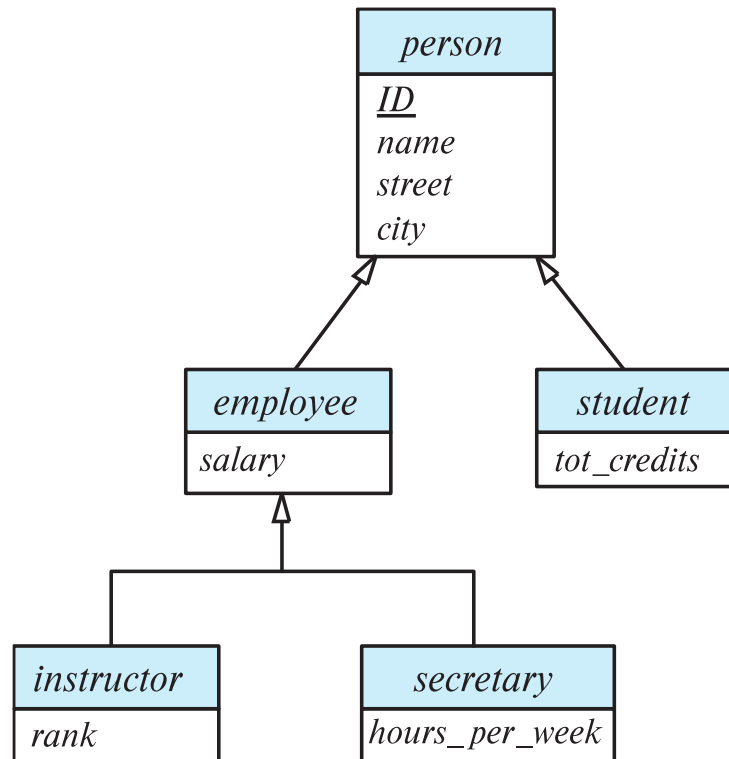 person
ID
name
street
city
employee
salary
student
tot_credits
instructor
rank
secretary
hours_per_week